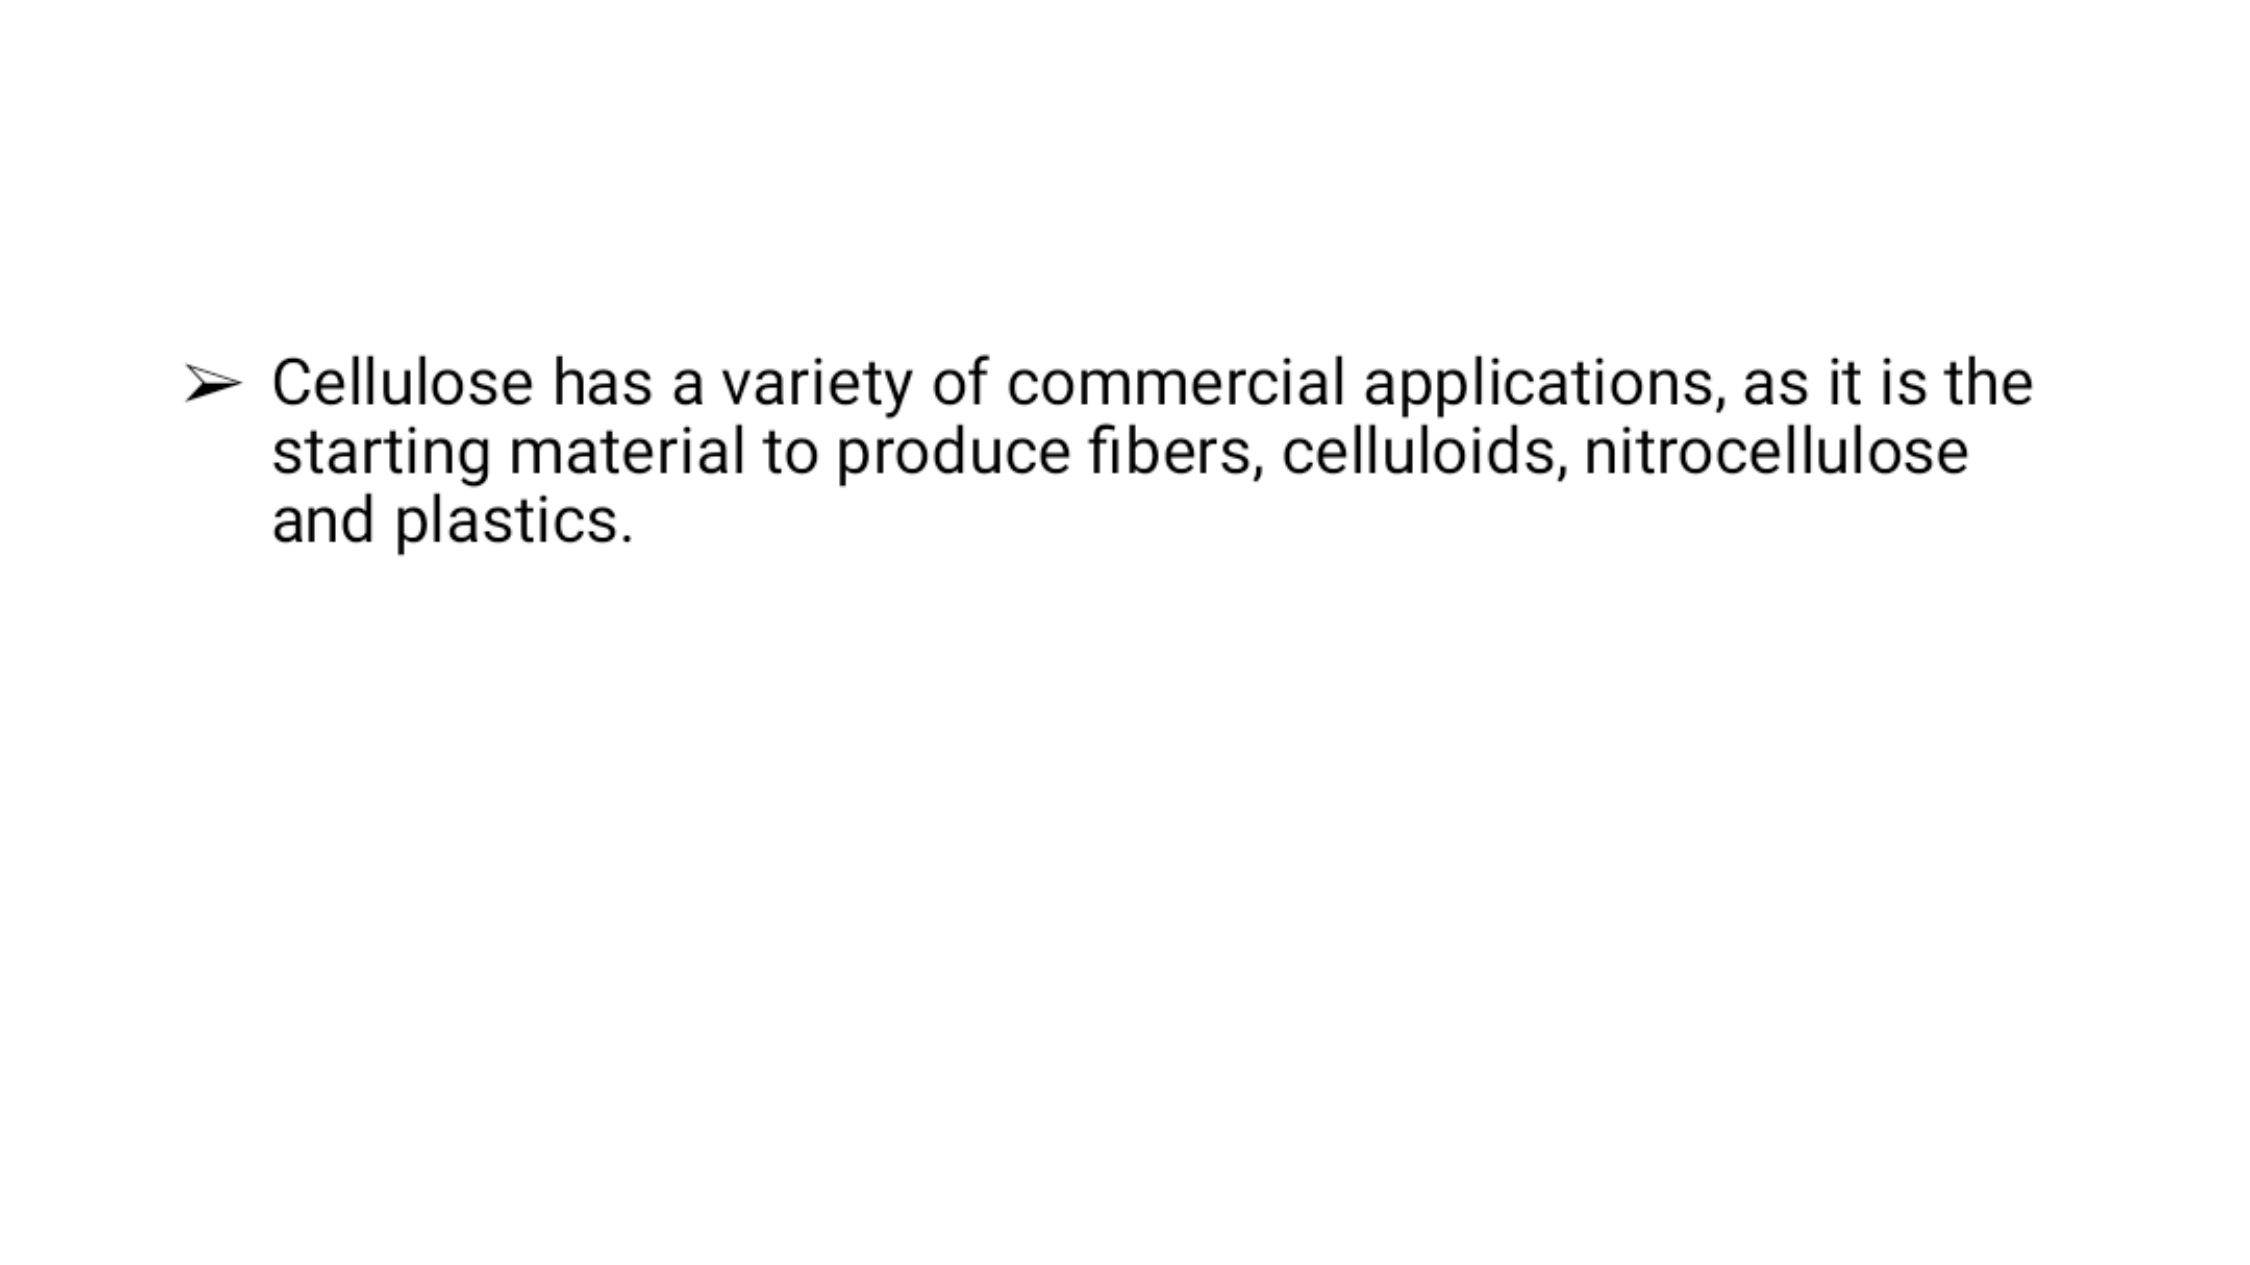 ➢ Cellulose has a variety of commercial applications, as it is the
starting material to produce fibers, celluloids, nitrocellulose
and plastics.